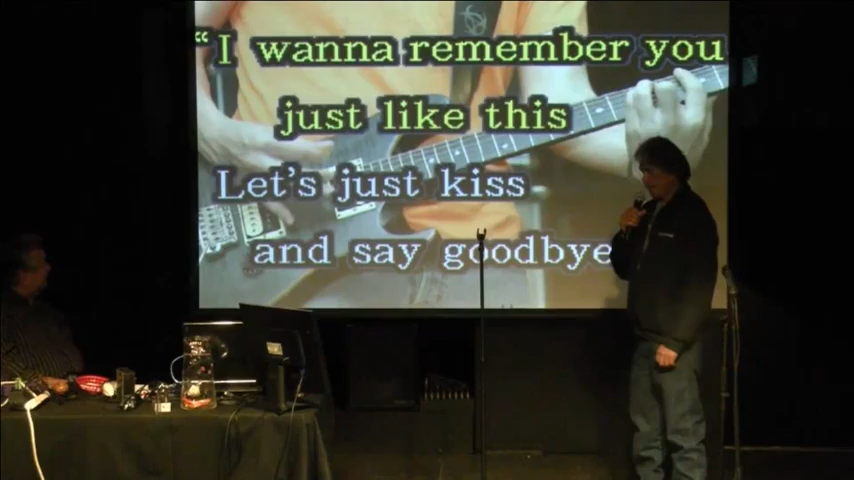 “I wanna remember you
just like this
Let's just kiss
and say goodbye